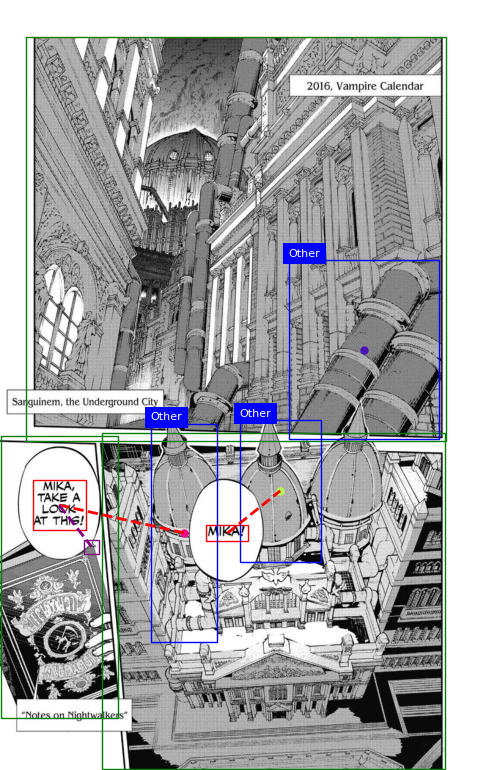 2016, Vampire Calendar
Other
Sanguinem, the Underground City
Other
Other
MIKA,
TAKE A
LOOK
AT THIS!
MIKA!
"Notes on Nightwalkers"